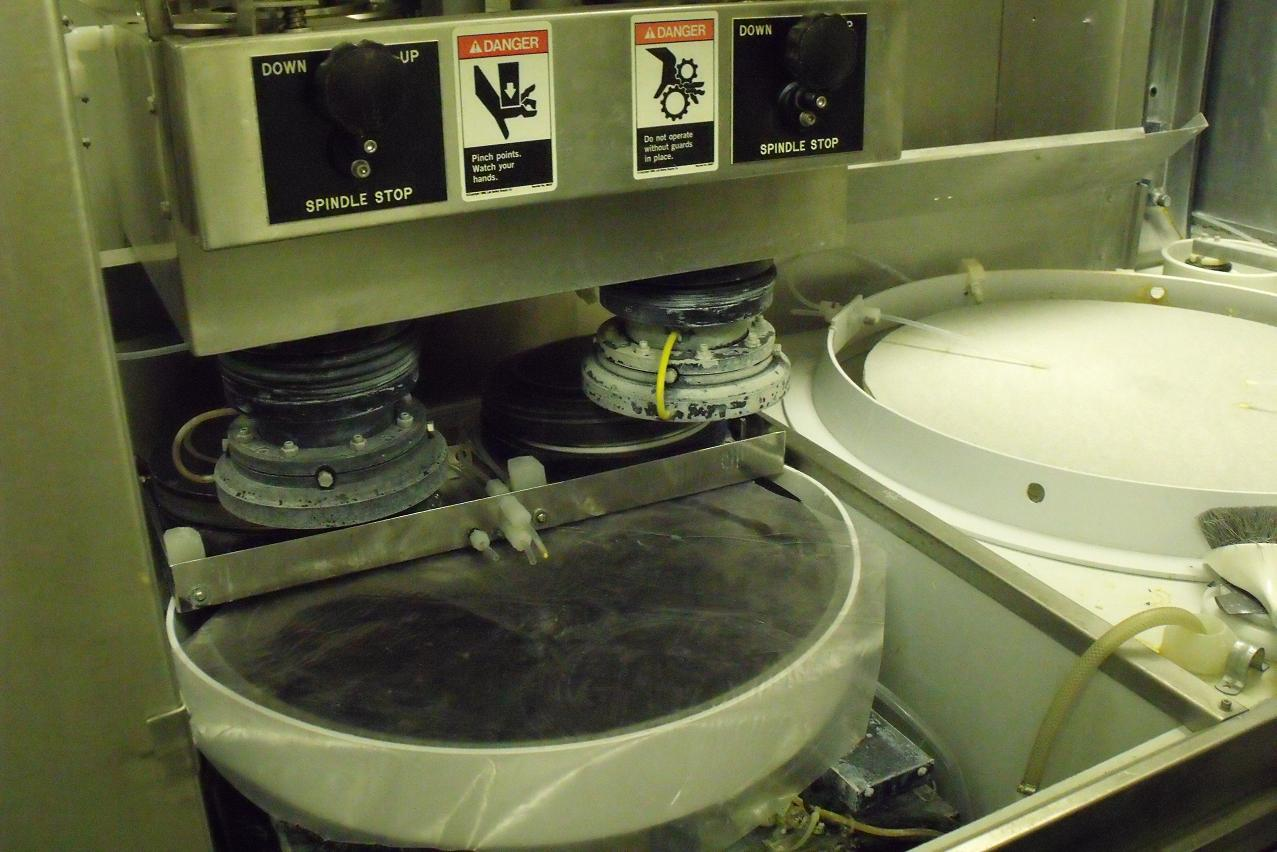 DOWN UP
SPINDLE STOP
DANGER
Pinch points.
Watch your
hands.
DANGER
Do not operate
without guards
in place.
DOWN
SPINDLE STOP